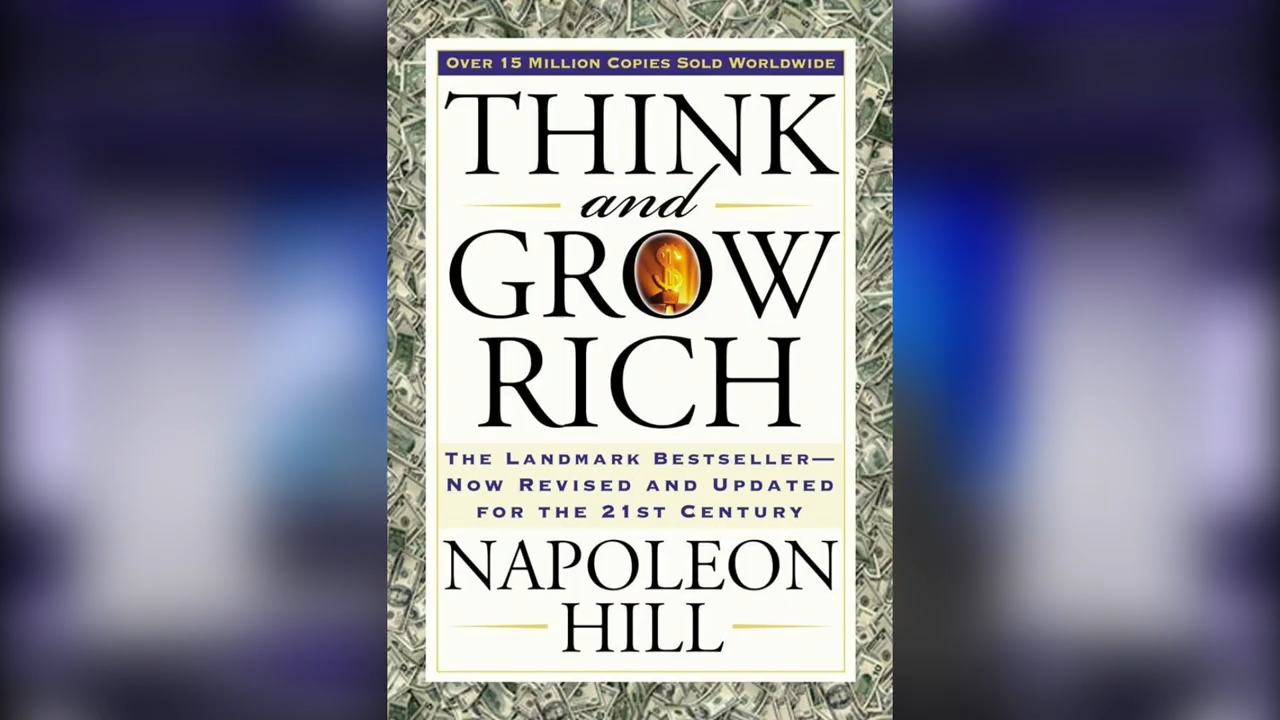 OVER 15 MILLION COPIES SOLD WORLDWIDE
THINK
and
GROW
RICH
THE LANDMARK BESTSELLER—
NOW REVISED AND UPDATED
FOR THE 21ST CENTURY
NAPOLEON
HILL